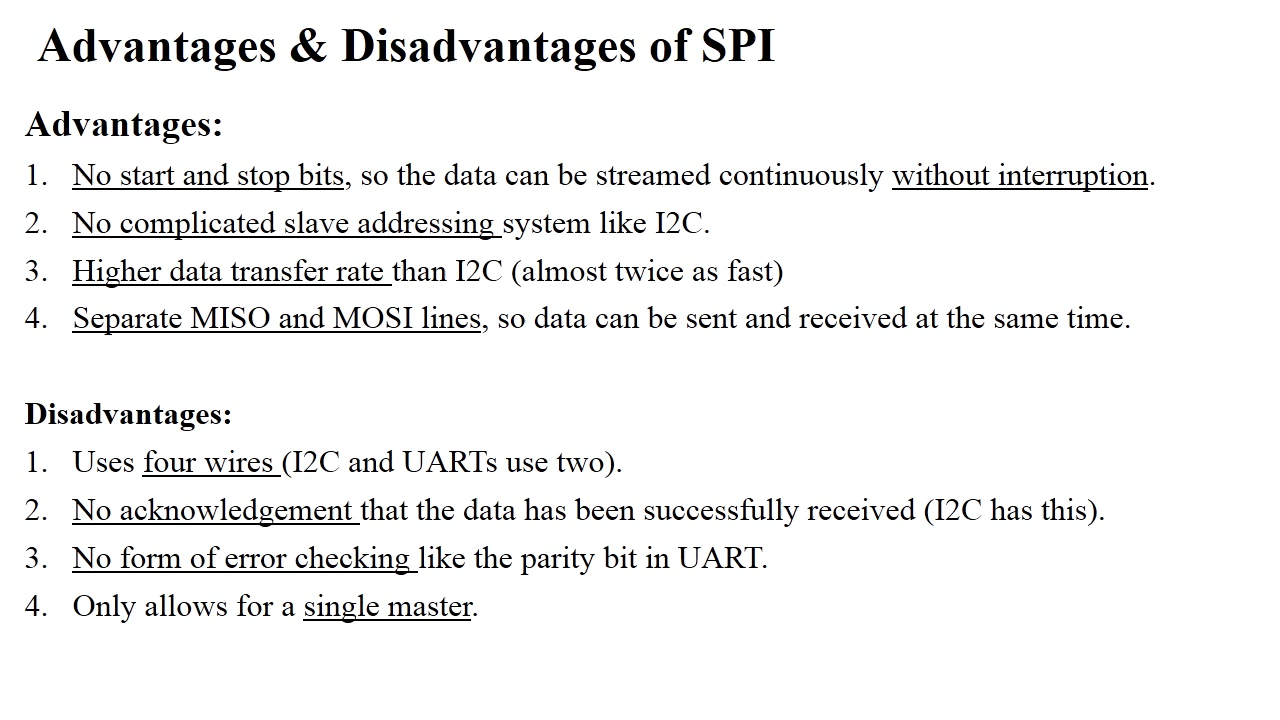 Advantages & Disadvantages of SPI
Advantages:
1. No start and stop bits, so the data can be streamed continuously without interruption.
2. No complicated slave addressing system like I2C.
3. Higher data transfer rate than I2C (almost twice as fast)
4. Separate MISO and MOSI lines, so data can be sent and received at the same time.
Disadvantages:
1. Uses four wires (I2C and UARTs use two).
2. No acknowledgement that the data has been successfully received (I2C has this).
3. No form of error checking like the parity bit in UART.
4. Only allows for a single master.